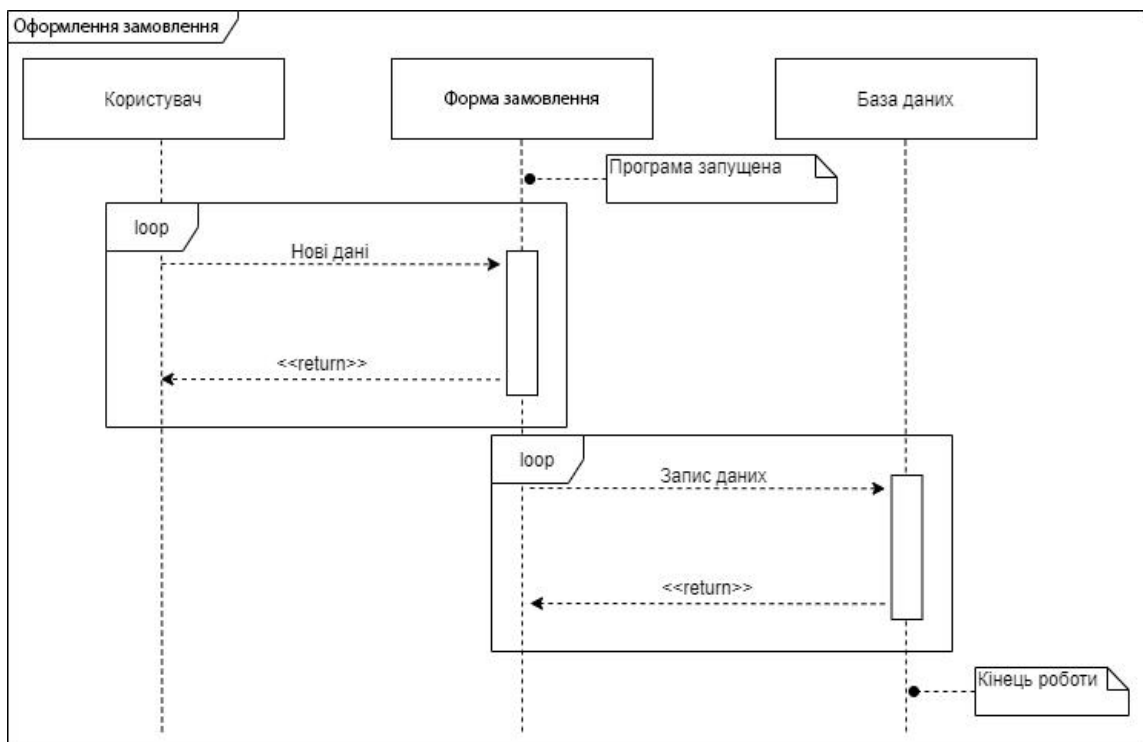 Оформлення замовлення
Користувач
Форма замовлення
База даних
Програма запущена
loop
Нові дані
<<return>>
loop
Запис даних
<<return>>
Кінець роботи